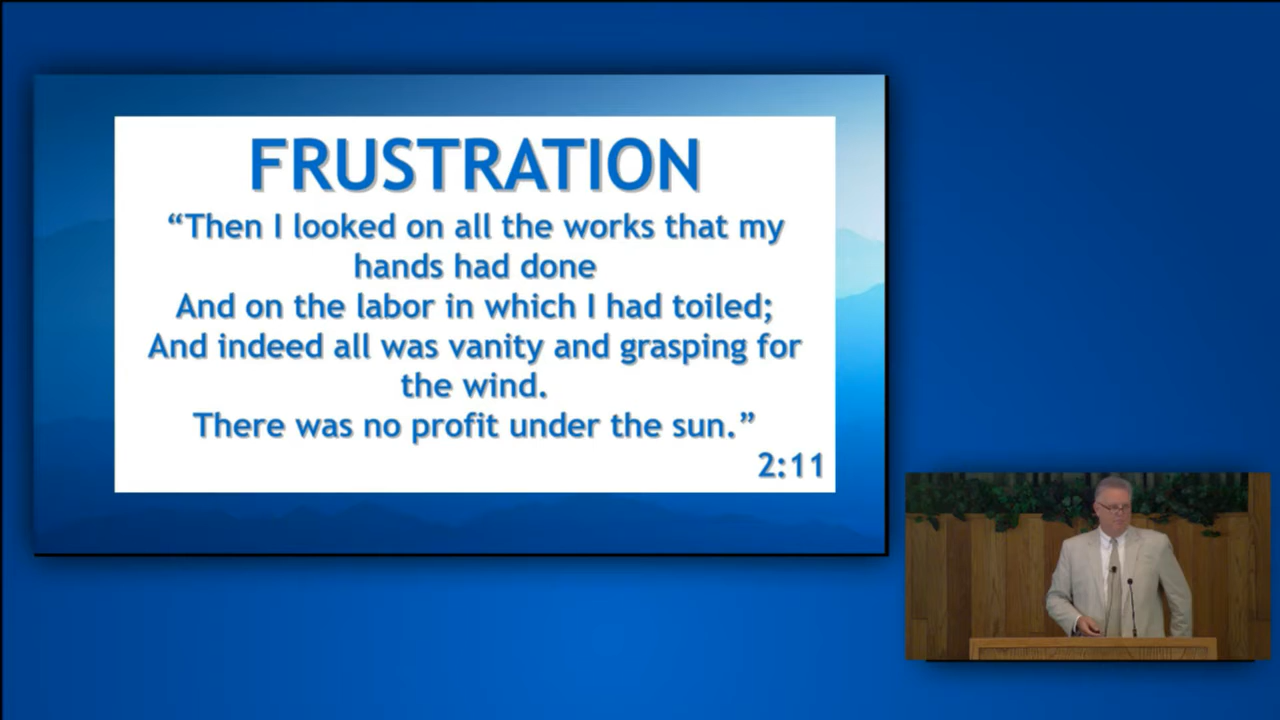 FRUSTRATION
“Then I looked on all the works that my
hands had done
And on the labor in which I had toiled;
And indeed all was vanity and grasping for
the wind.
There was no profit under the sun.”
2:11